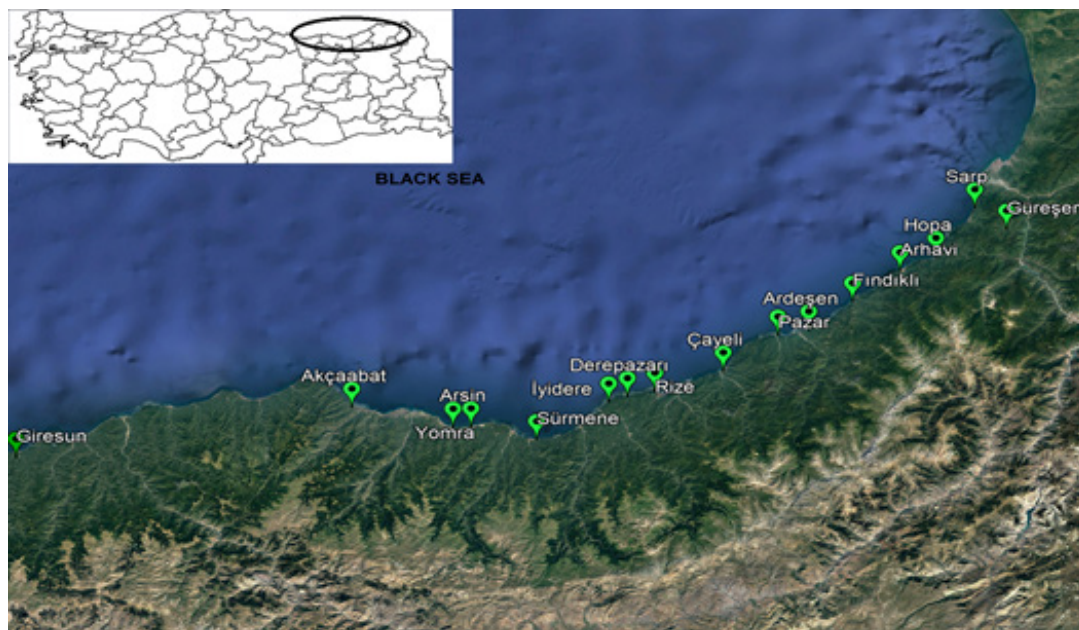 BLACK SEA
Sarp
Güreşen
Hopa
Arhavi
Fındıklı
Ardeşen
Pazar
Çayeli
Derepazarı
Rize
İyidere
Akçaabat
Arsin
Yomra
Sürmene
Giresun